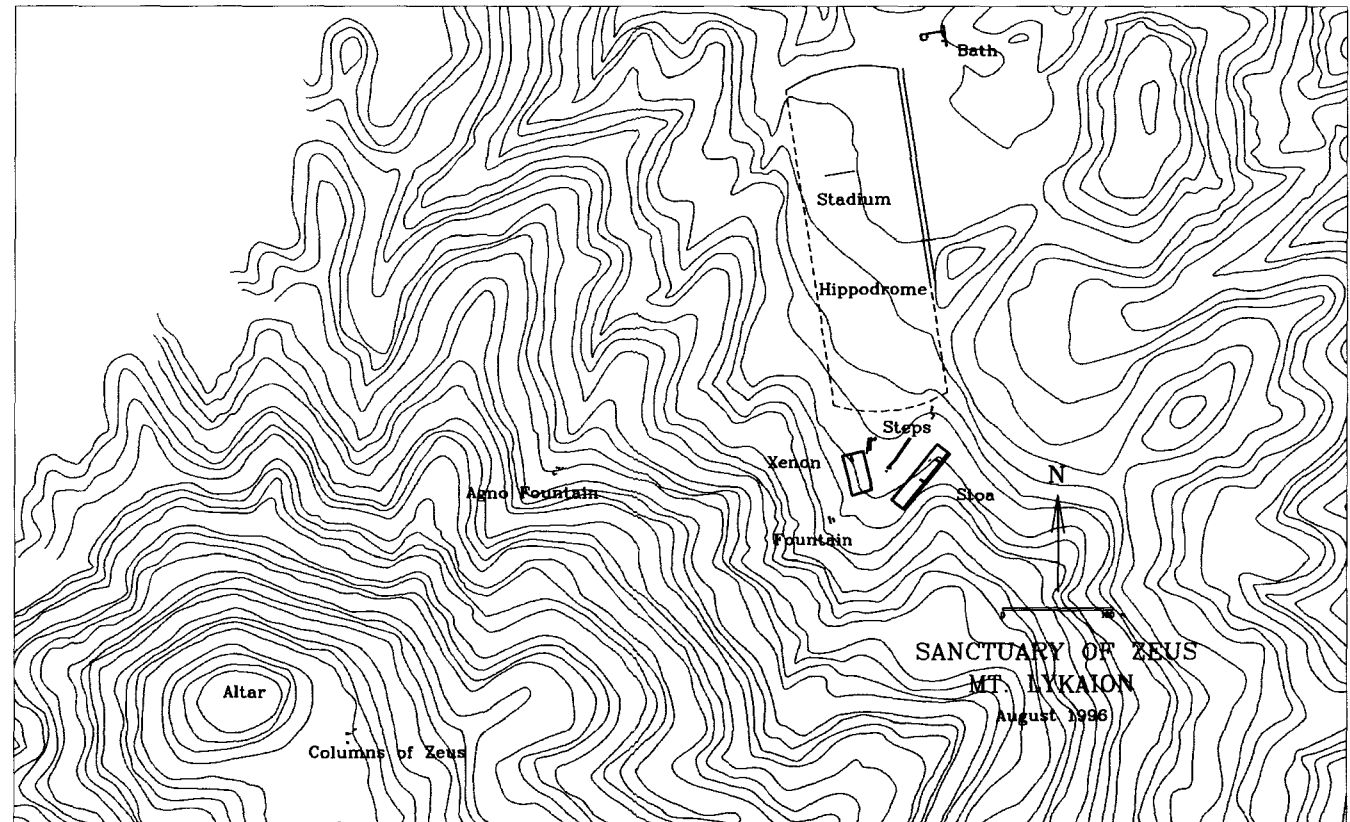 Bath
Stadium
Hippodrome
Steps
Xenon
Agno Fountain
Stoa
N
Fountain
0
SANCTUARY OF ZEUS
MT. LYKAION
August 1996
Altar
Columns of Zeus